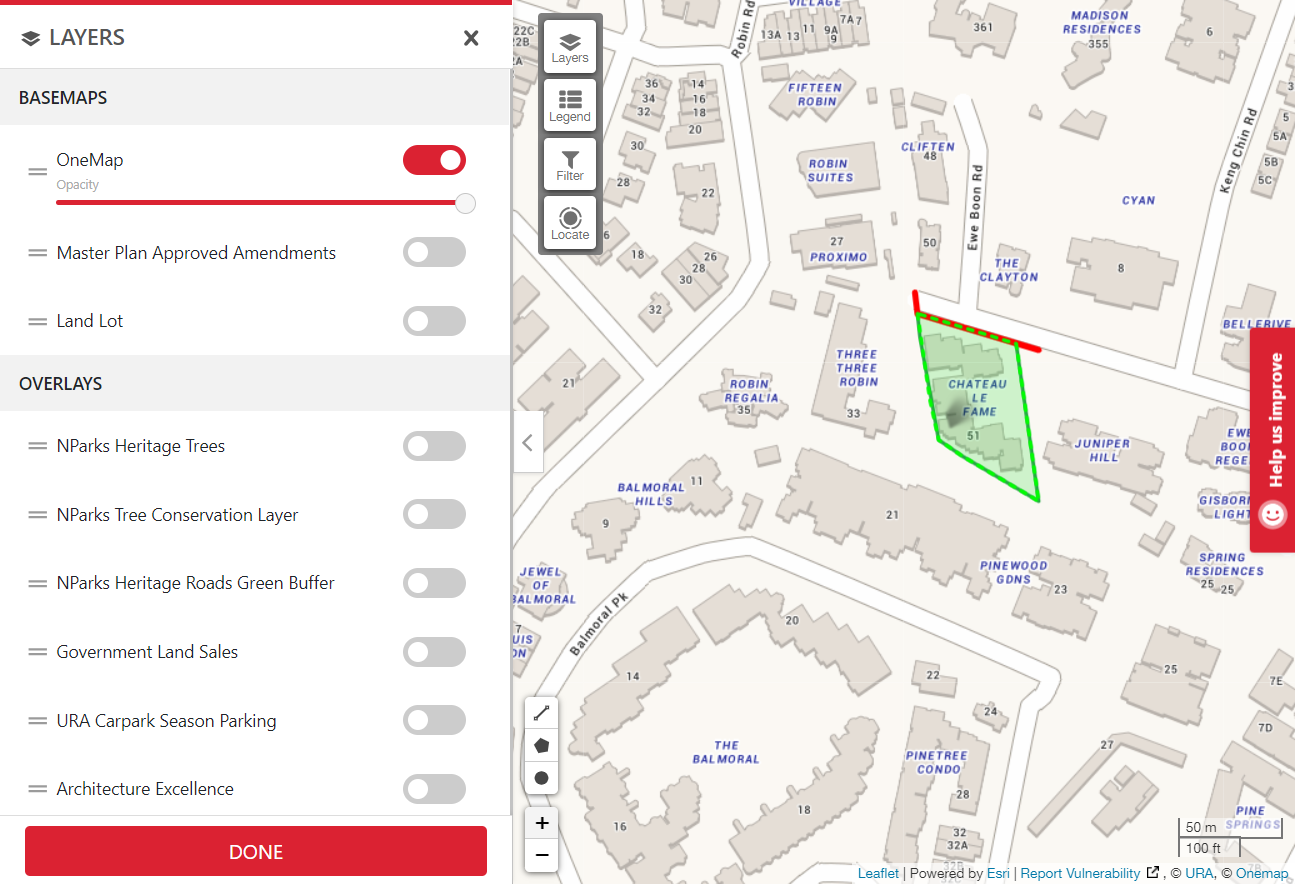 LAYERS
BASEMAPS
OneMap
Opacity
Master Plan Approved Amendments
Land Lot
OVERLAYS
NParks Heritage Trees
NParks Tree Conservation Layer
NParks Heritage Roads Green Buffer
Government Land Sales
URA Carpark Season Parking
Architecture Excellence
DONE
Layers
Legend
Filter
Locate
22C
22B
Robin Rd
VILLAGE
13A
13
11
9A
9
7A
7
361
MADISON
RESIDENCES
355
6
36
34
32
14
16
18
20
FIFTEEN
ROBIN
30
28
22
ROBIN
SUITES
CLIFTEN
48
Ewe Boon Rd
Keng Chin Rd
5
5A
5B
5C
CYAN
6
18
26
28
30
32
27
PROXIMO
50
THE
CLAYTON
8
BELLERIVE
21
ROBIN
REGALIA
35
THREE
THREE
ROBIN
33
CHATEAU
LE
FAME
51
JUNIPER
HILL
Help us improve
BALMORAL
HILLS
11
9
21
PINEWOOD
GDNS
23
SPRING
RESIDENCES
25
25
JEWEL
OF
BALMORAL
7
Balmoral Pk
14
20
22
24
25
7E
7D
27
THE
BALMORAL
18
16
PINETREE
CONDO
28
32
32A
PINE
SPRINGS
+
−
50 m
100 ft
Leaflet | Powered by Esri | Report Vulnerability , © URA, © Onemap